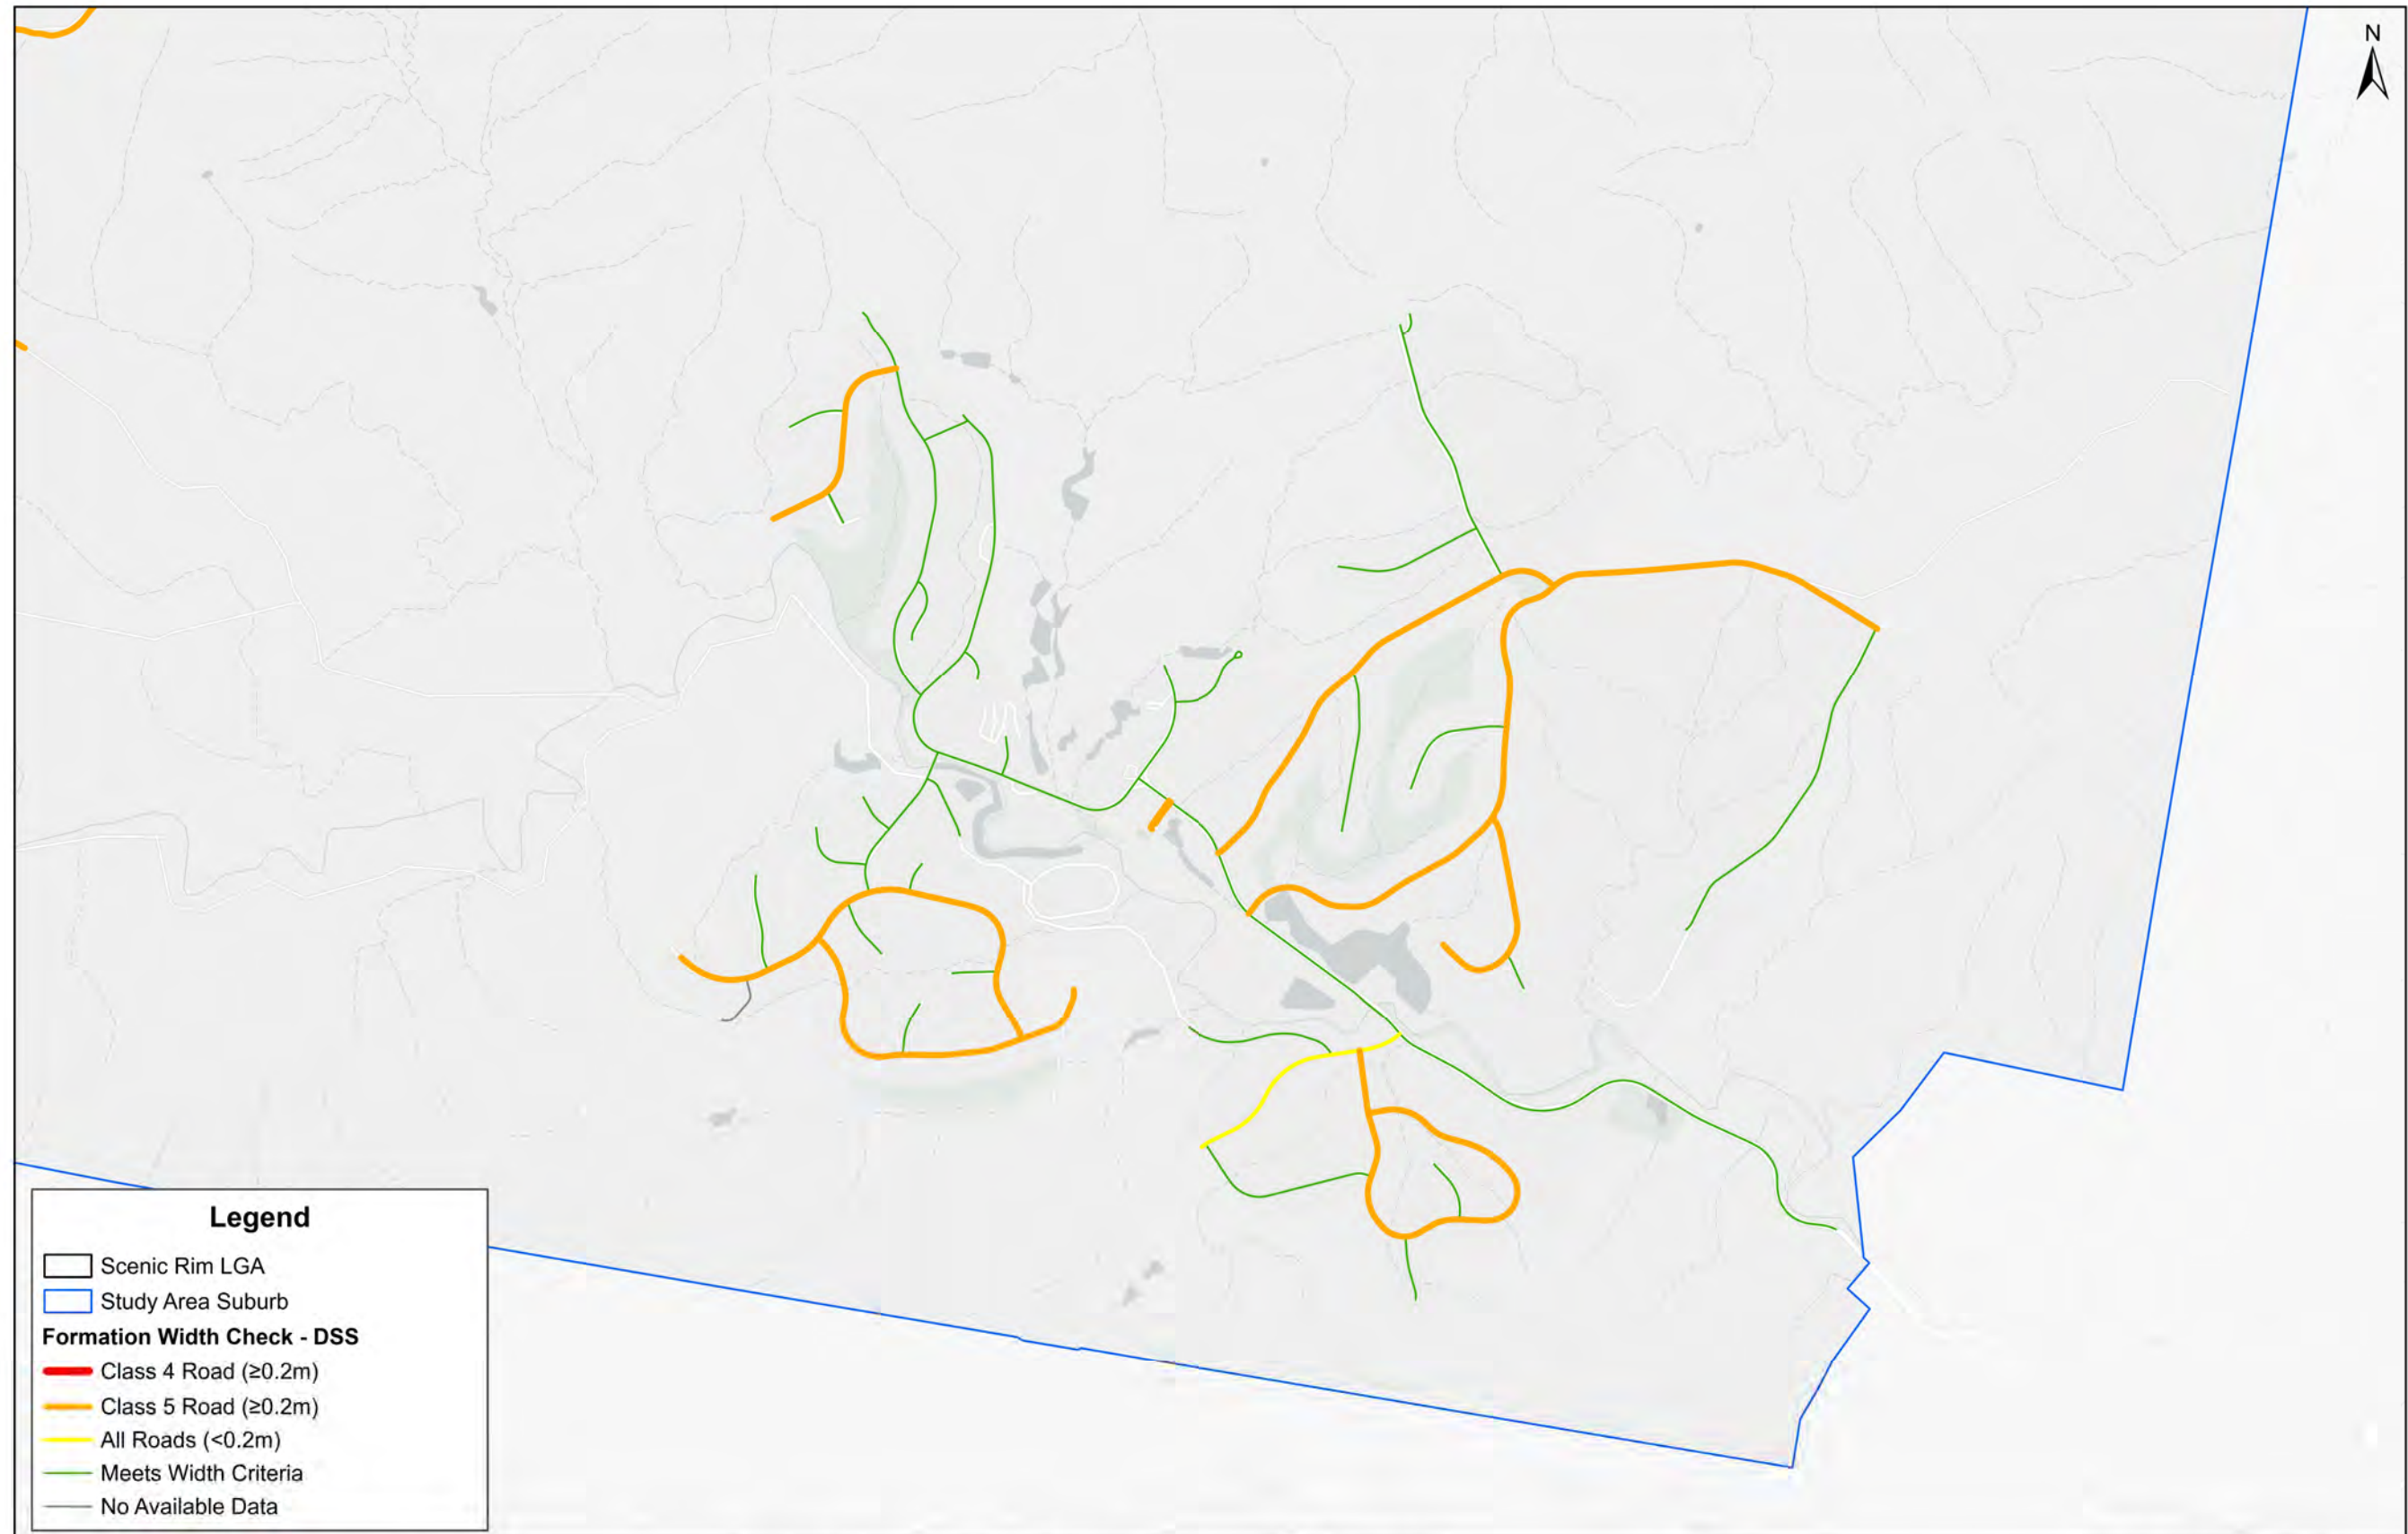 N
Legend
Scenic Rim LGA
Study Area Suburb
Formation Width Check - DSS
Class 4 Road (≥0.2m)
Class 5 Road (≥0.2m)
All Roads (<0.2m)
Meets Width Criteria
No Available Data